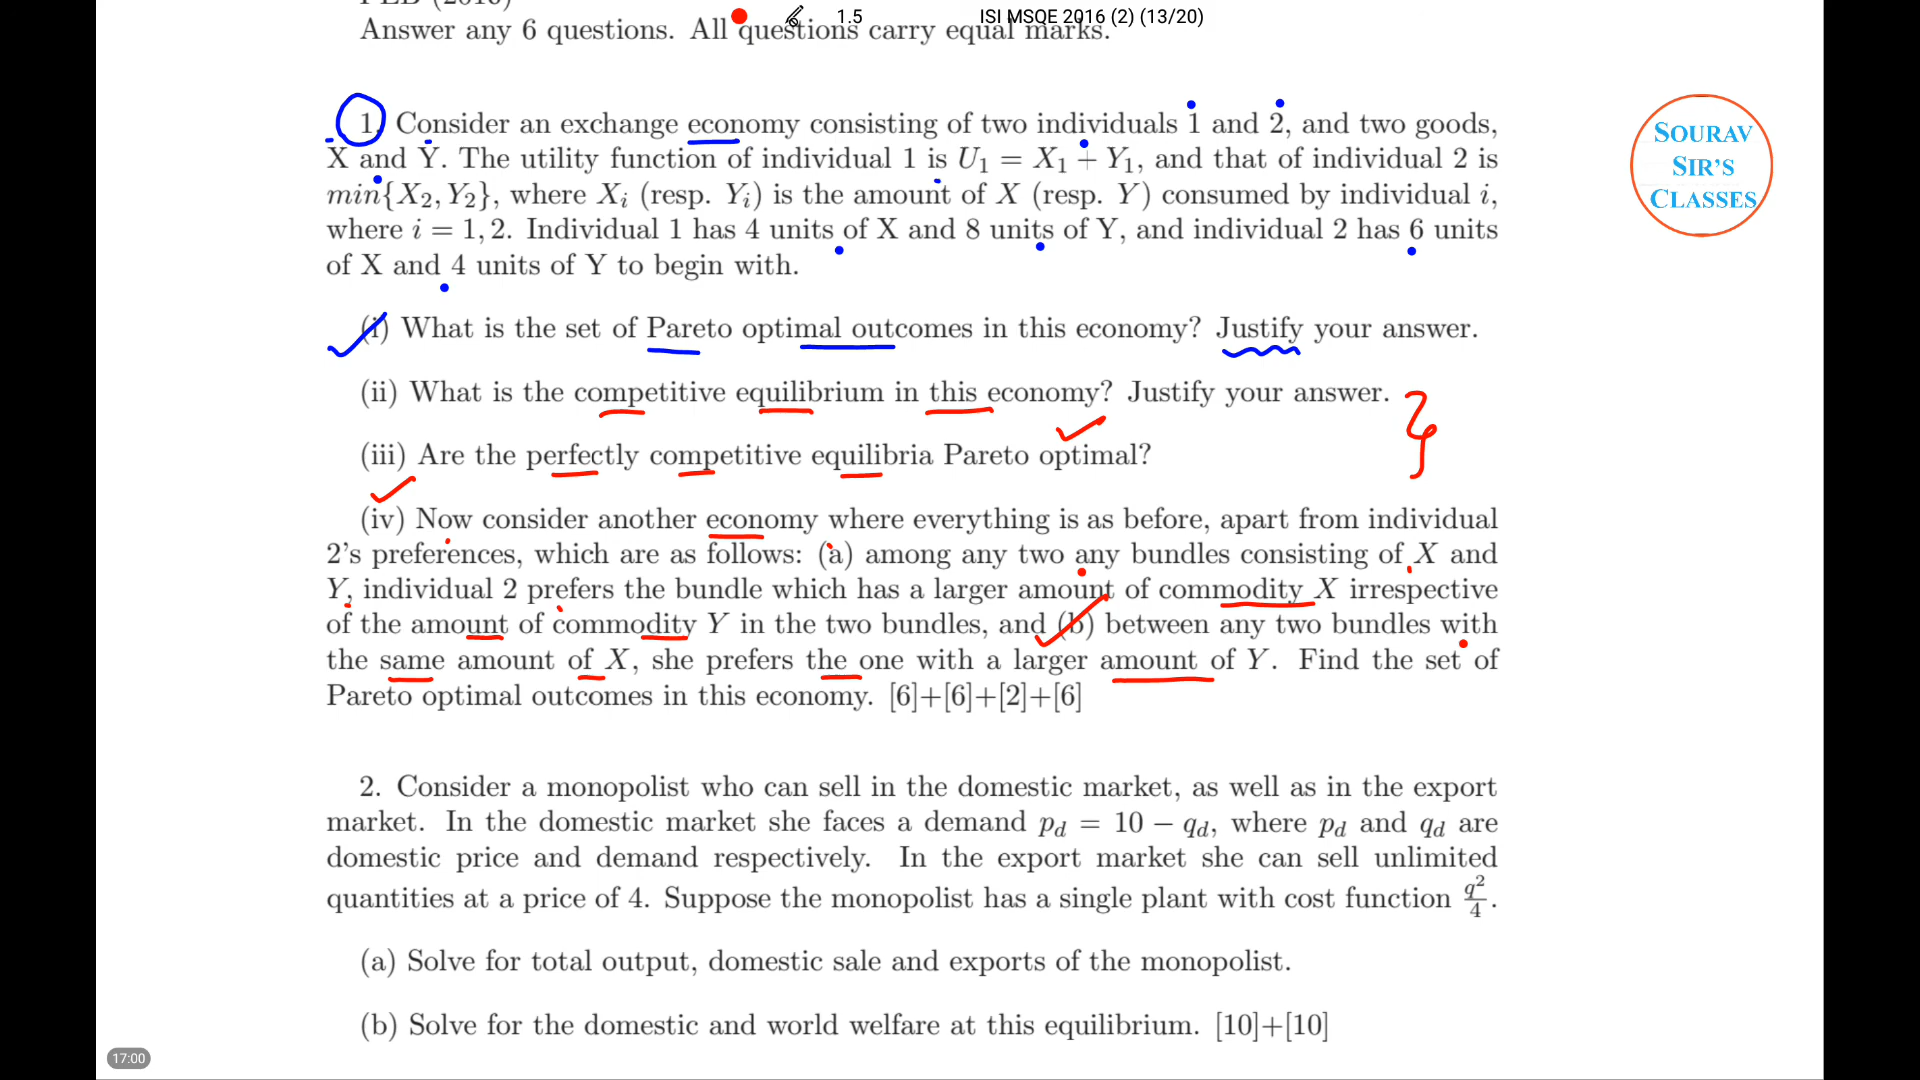 1.5 ISI MSQE 2016 (2) (13/20)
Answer any 6 questions. All questions carry equal marks.
SOURAV
SIR'S
CLASSES
1. Consider an exchange economy consisting of two individuals 1 and 2, and two goods,
X and Y. The utility function of individual 1 is U₁ = X₁ + Y₁, and that of individual 2 is
min{X₂, Y₂}, where Xᵢ (resp. Yᵢ) is the amount of X (resp. Y) consumed by individual i,
where i = 1, 2. Individual 1 has 4 units of X and 8 units of Y, and individual 2 has 6 units
of X and 4 units of Y to begin with.
(i) What is the set of Pareto optimal outcomes in this economy? Justify your answer.
(ii) What is the competitive equilibrium in this economy? Justify your answer.
(iii) Are the perfectly competitive equilibria Pareto optimal?
(iv) Now consider another economy where everything is as before, apart from individual
2's preferences, which are as follows: (a) among any two any bundles consisting of X and
Y, individual 2 prefers the bundle which has a larger amount of commodity X irrespective
of the amount of commodity Y in the two bundles, and (b) between any two bundles with
the same amount of X, she prefers the one with a larger amount of Y. Find the set of
Pareto optimal outcomes in this economy. [6]+[6]+[2]+[6]
2. Consider a monopolist who can sell in the domestic market, as well as in the export
market. In the domestic market she faces a demand p_d = 10 − q_d, where p_d and q_d are
domestic price and demand respectively. In the export market she can sell unlimited
quantities at a price of 4. Suppose the monopolist has a single plant with cost function q²/4.
(a) Solve for total output, domestic sale and exports of the monopolist.
(b) Solve for the domestic and world welfare at this equilibrium. [10]+[10]
17:00